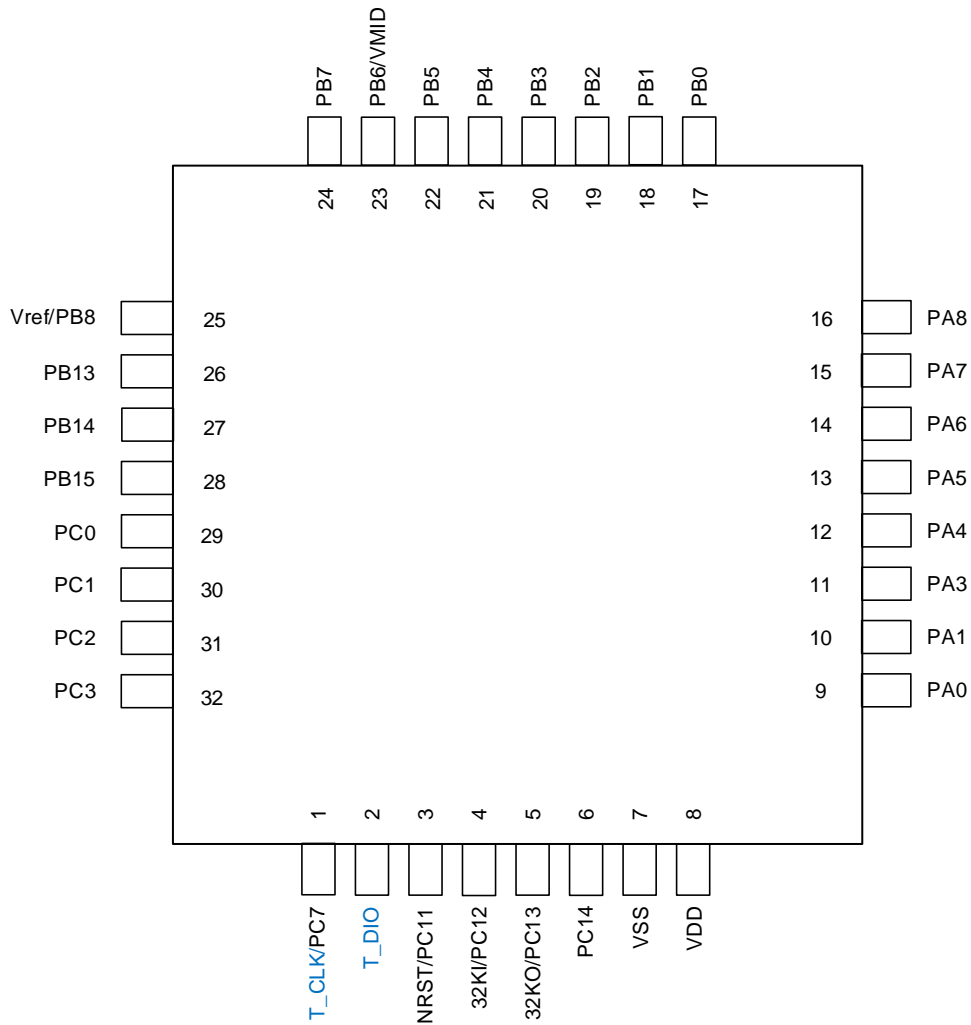 PB7
PB6/VMID
PB5
PB4
PB3
PB2
PB1
PB0
24
23
22
21
20
19
18
17
Vref/PB8
25
16
PA8
PB13
26
15
PA7
PB14
27
14
PA6
PB15
28
13
PA5
PC0
29
12
PA4
PC1
30
11
PA3
PC2
31
10
PA1
PC3
32
9
PA0
1
2
3
4
5
6
7
8
T_CLK/PC7
T_DIO
NRST/PC11
32KI/PC12
32KO/PC13
PC14
VSS
VDD